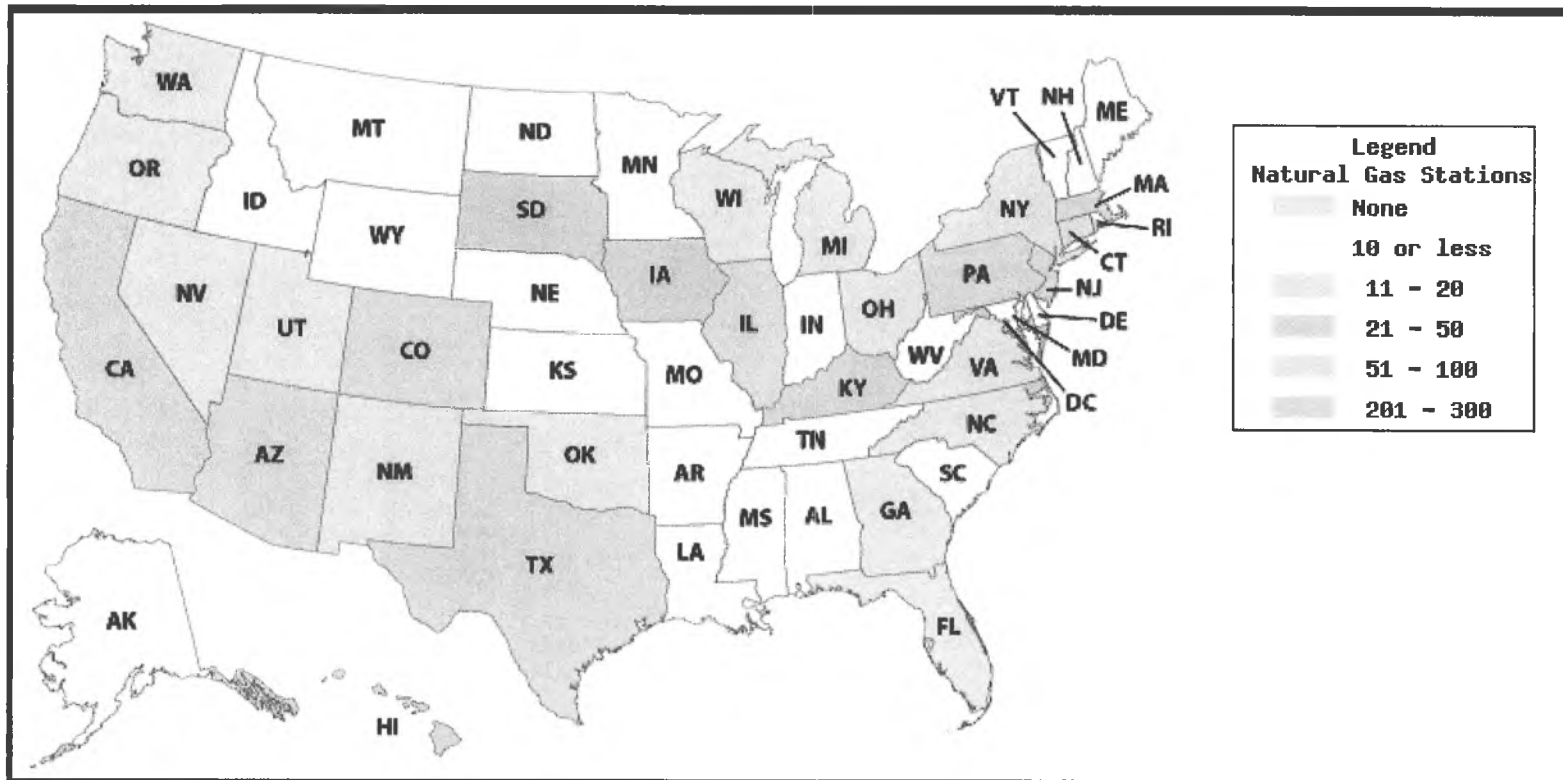 WA
MT
ND
MN
VT
NH
ME
OR
ID
SD
WI
NY
MA
WY
MI
RI
IA
PA
CT
NV
NE
IL
OH
NJ
UT
IN
DE
CA
CO
KS
MO
WV
VA
MD
KY
DC
AZ
NM
OK
TN
NC
AR
SC
MS
AL
GA
TX
LA
AK
FL
HI
Legend
Natural Gas Stations
None
10 or less
11 - 20
21 - 50
51 - 100
201 - 300